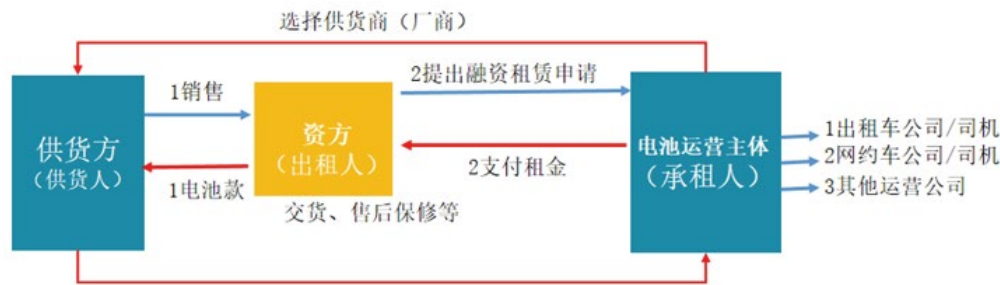 选择供货商（厂商）
1销售
2提出融资租赁申请
供货方
（供货人）
资方
（出租人）
电池运营主体
（承租人）
1出租车公司/司机
2网约车公司/司机
3其他运营公司
1电池款
2支付租金
交货、售后保修等